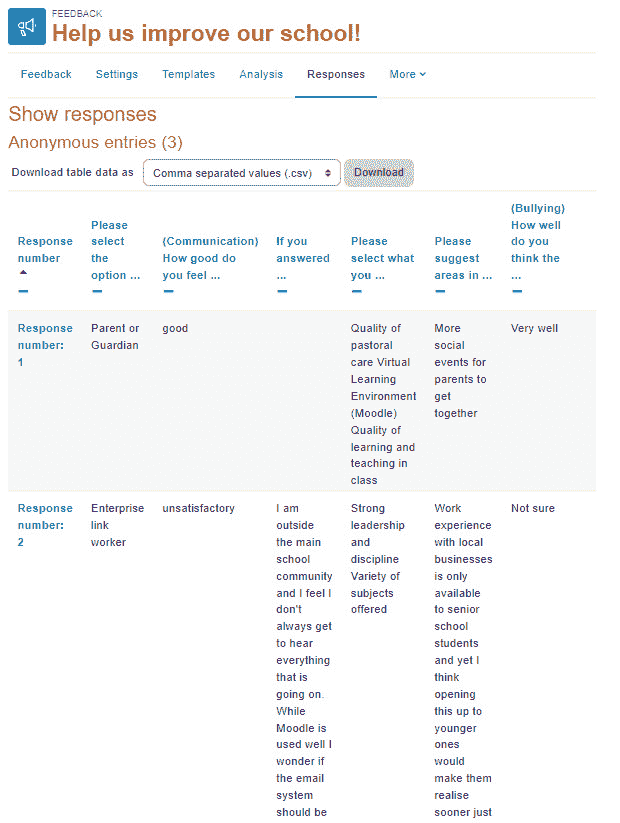 FEEDBACK
Help us improve our school!
Feedback Settings Templates Analysis Responses More
Show responses
Anonymous entries (3)
Download table data as Comma separated values (.csv) Download
Response
number
Please
select
the
option ...
(Communication)
How good do
you feel ...
If you
answered
...
Please
select what
you ...
Please
suggest
areas in ...
(Bullying)
How well
do you
think the
...
Response
number:
1
Parent or
Guardian
good
Quality of
pastoral
care Virtual
Learning
Environment
(Moodle)
Quality of
learning and
teaching in
class
More
social
events for
parents to
get
together
Very well
Response
number:
2
Enterprise
link
worker
unsatisfactory
I am
outside
the main
school
community
and I feel I
don't
always get
to hear
everything
that is
going on.
While
Moodle is
used well I
wonder if
the email
system
should be
Strong
leadership
and
discipline
Variety of
subjects
offered
Work
experience
with local
businesses
is only
available
to senior
school
students
and yet I
think
opening
this up to
younger
ones
would
make them
realise
sooner just
Not sure